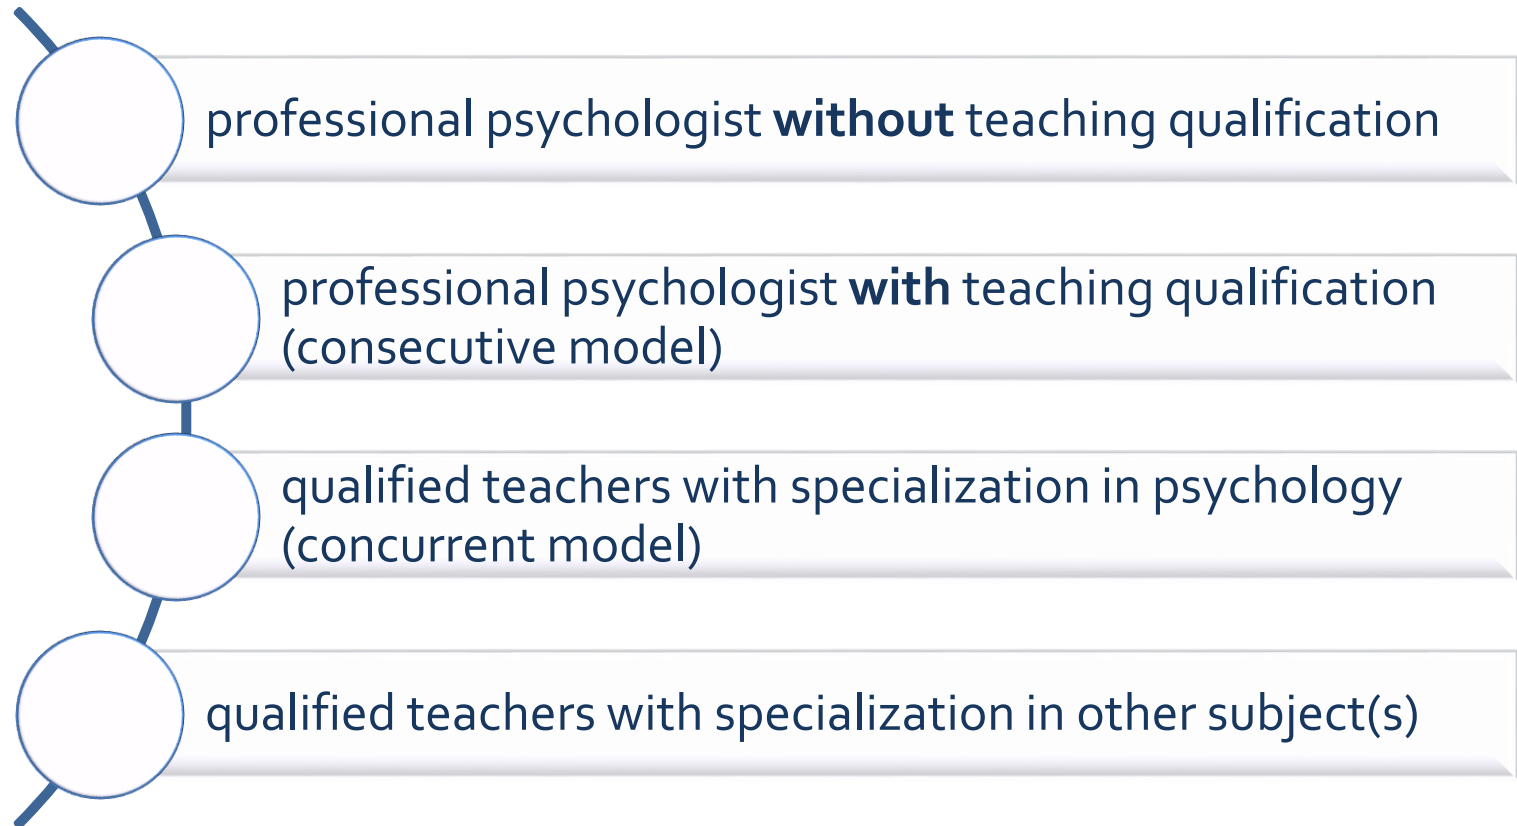 professional psychologist without teaching qualification
professional psychologist with teaching qualification
(consecutive model)
qualified teachers with specialization in psychology
(concurrent model)
qualified teachers with specialization in other subject(s)